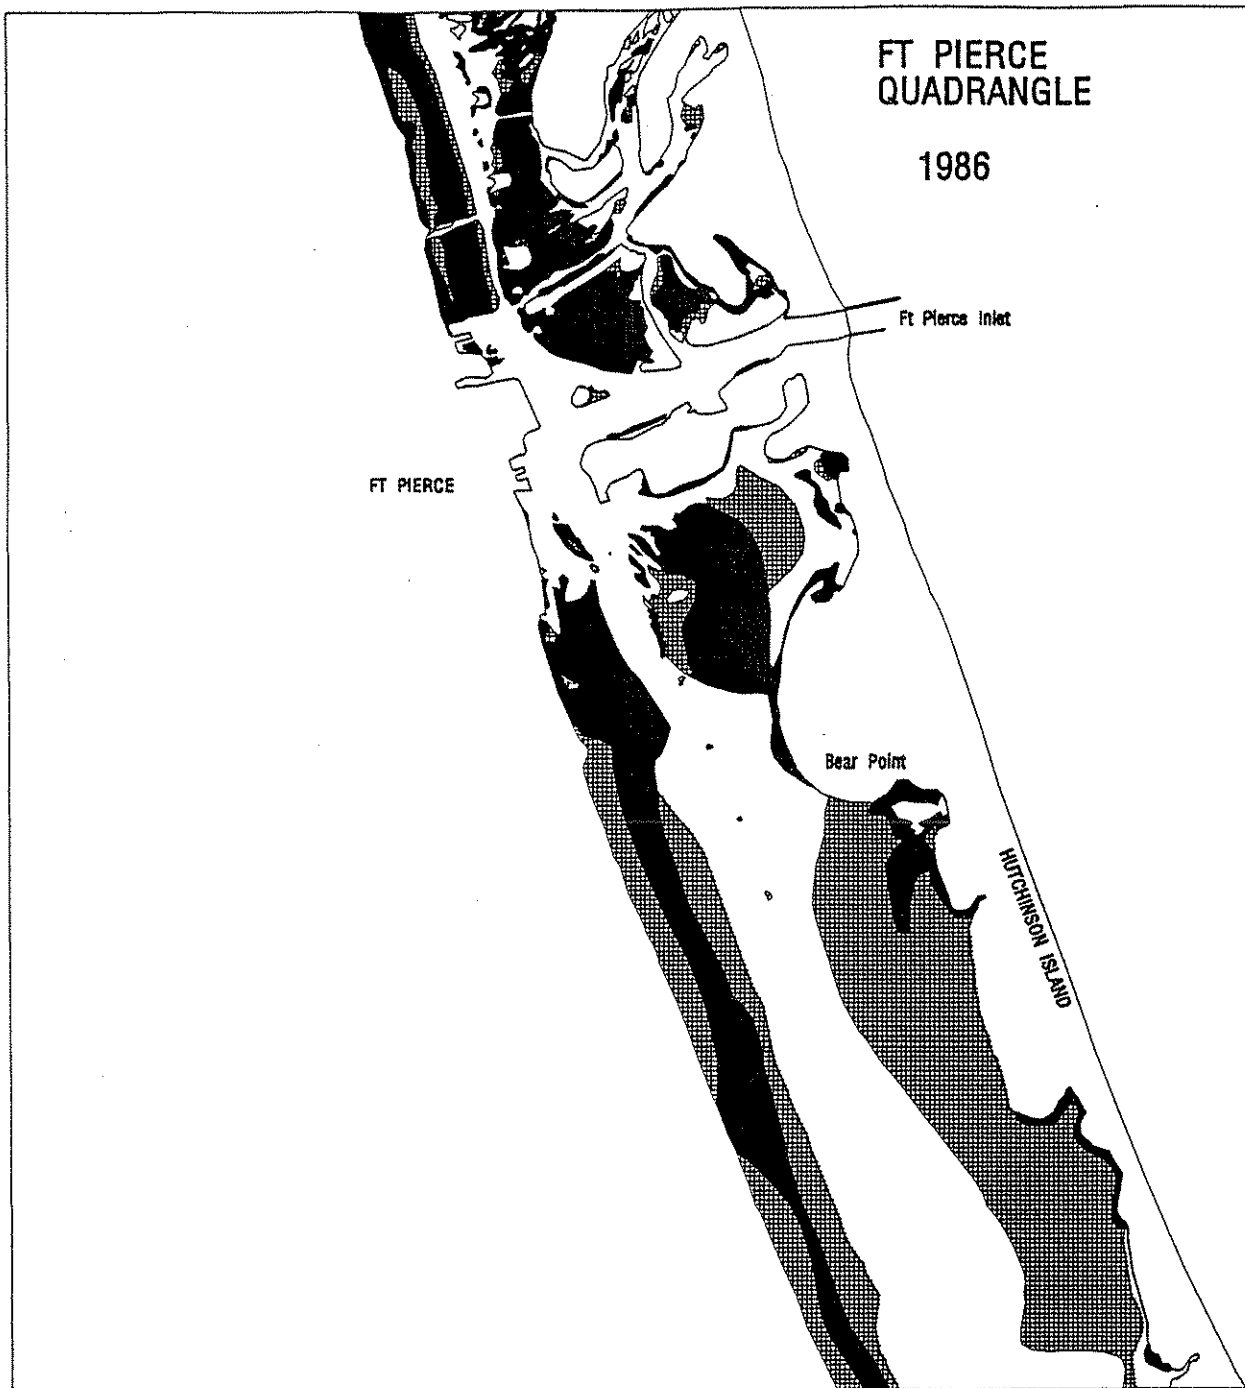 FT PIERCE
QUADRANGLE
1986
Ft Pierce Inlet
FT PIERCE
Bear Point
HUTCHINSON ISLAND